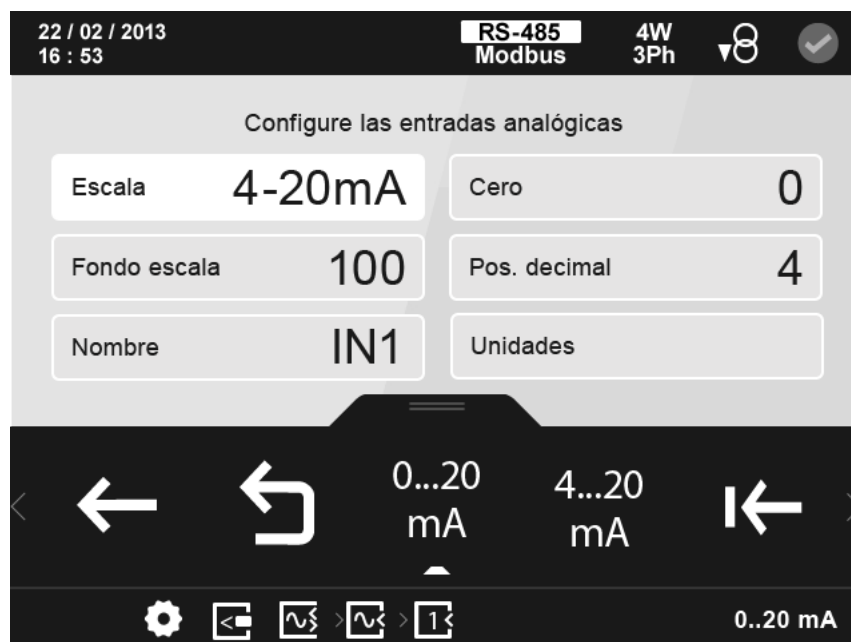 22 / 02 / 2013
16 : 53
RS-485
Modbus
4W
3Ph
Configure las entradas analógicas
Escala 4-20mA
Cero 0
Fondo escala 100
Pos. decimal 4
Nombre IN1
Unidades
0...20
mA
4...20
mA
1
0..20 mA